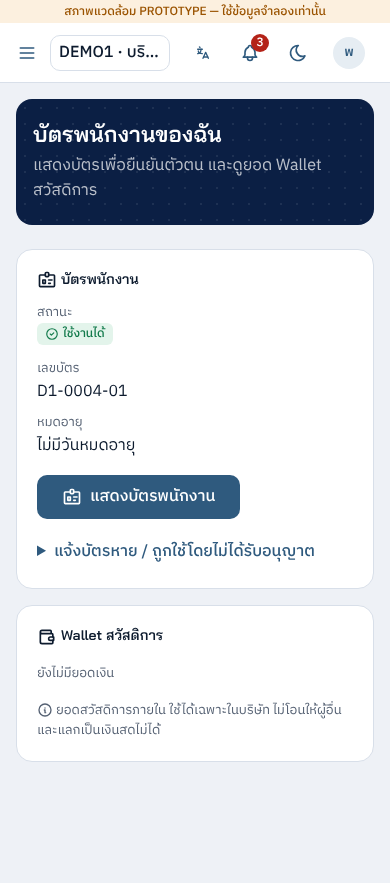 สภาพแวดล้อม PROTOTYPE — ใช้ข้อมูลจำลองเท่านั้น
DEMO1 · บริ...
3
ฟ
บัตรพนักงานของฉัน
แสดงบัตรเพื่อยืนยันตัวตน และดูยอด Wallet
สวัสดิการ
บัตรพนักงาน
สถานะ
ใช้งานได้
เลขบัตร
D1-0004-01
หมดอายุ
ไม่มีวันหมดอายุ
แสดงบัตรพนักงาน
แจ้งบัตรหาย / ถูกใช้โดยไม่ได้รับอนุญาต
Wallet สวัสดิการ
ยังไม่มียอดเงิน
ยอดสวัสดิการภายใน ใช้ได้เฉพาะในบริษัท ไม่โอนให้ผู้อื่น
และแลกเป็นเงินสดไม่ได้